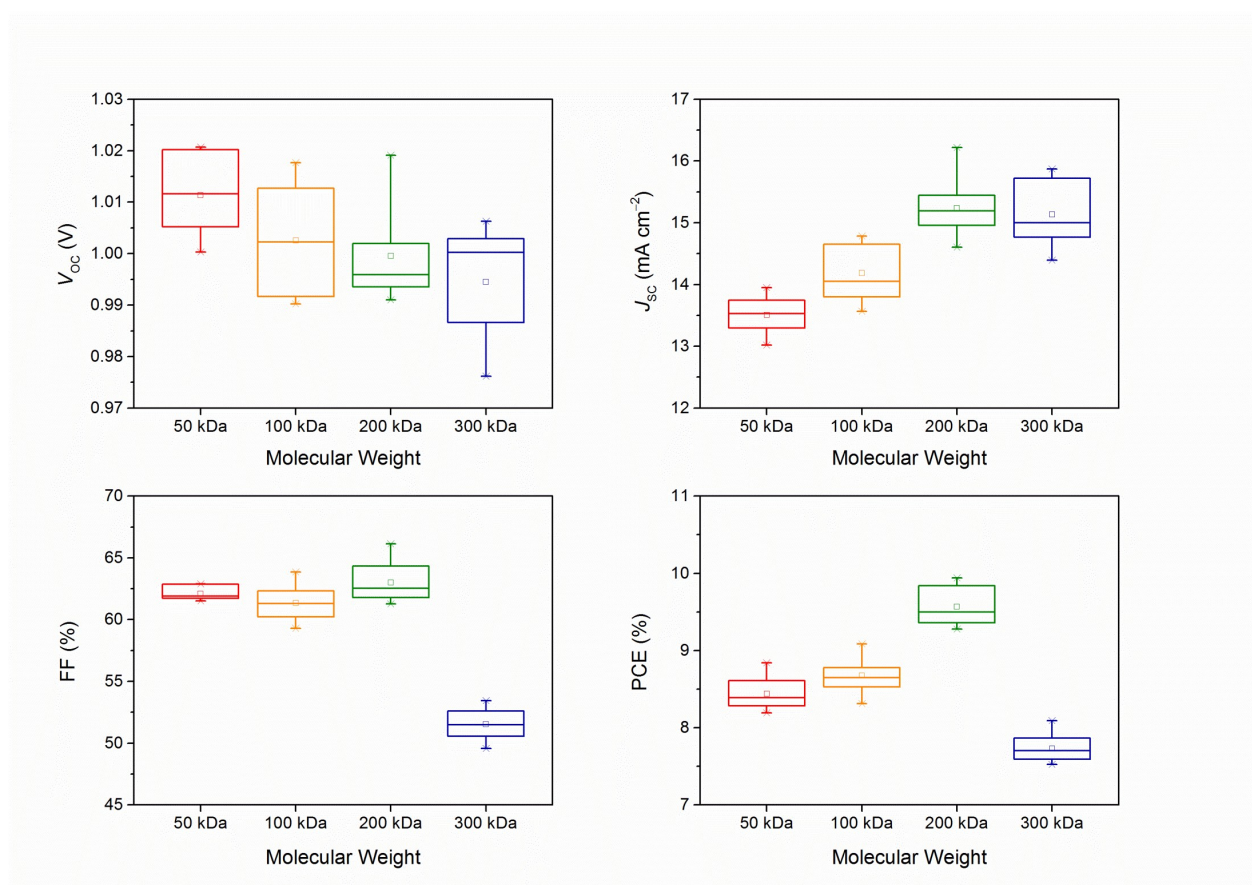 1.03
1.02
1.01
1.00
0.99
0.98
0.97
V_OC (V)
50 kDa 100 kDa 200 kDa 300 kDa
Molecular Weight
17
16
15
14
13
12
J_SC (mA cm⁻²)
50 kDa 100 kDa 200 kDa 300 kDa
Molecular Weight
70
65
60
55
50
45
FF (%)
50 kDa 100 kDa 200 kDa 300 kDa
Molecular Weight
11
10
9
8
7
PCE (%)
50 kDa 100 kDa 200 kDa 300 kDa
Molecular Weight